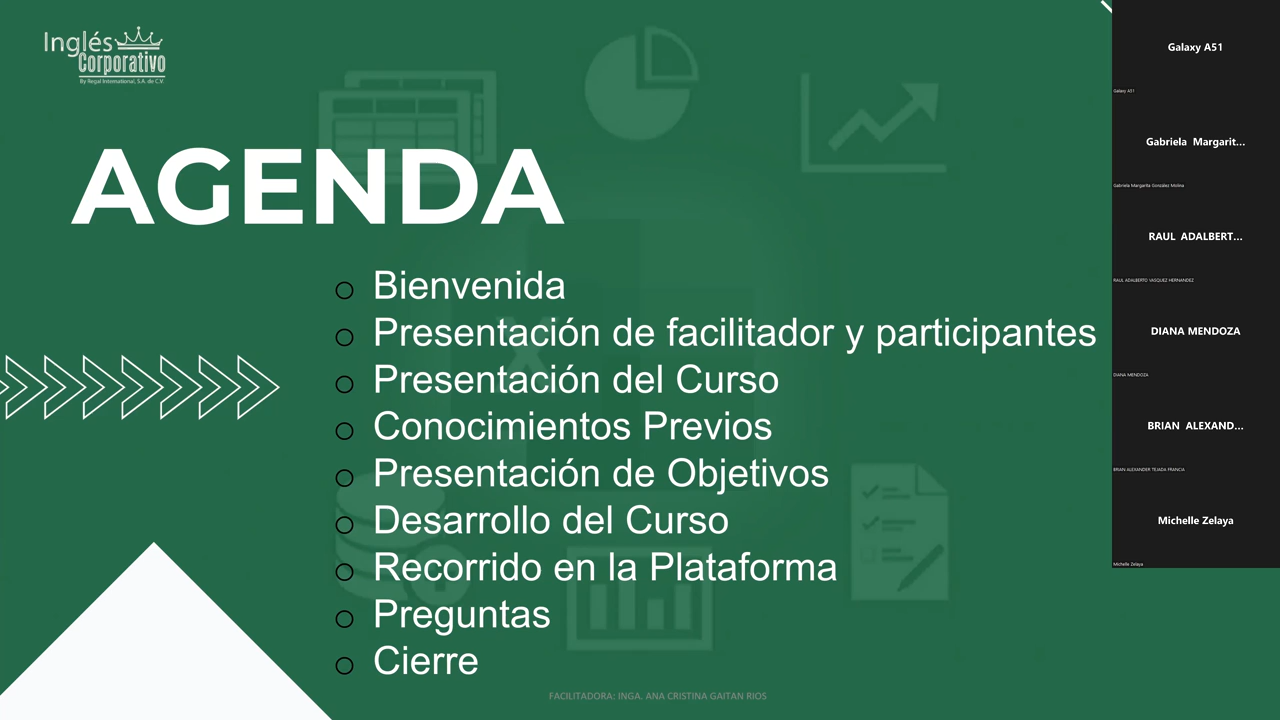 Inglés
Corporativo
By Regal International, S.A. de C.V.
AGENDA
Bienvenida
Presentación de facilitador y participantes
Presentación del Curso
Conocimientos Previos
Presentación de Objetivos
Desarrollo del Curso
Recorrido en la Plataforma
Preguntas
Cierre
FACILITADORA: INGA. ANA CRISTINA GAITAN RIOS
Galaxy A51
Galaxy A51
Gabriela Margarit...
Gabriela Margarita Gonzáles Molina
RAUL ADALBERT...
RAUL ADALBERTO VASQUEZ HERNANDEZ
DIANA MENDOZA
DIANA MENDOZA
BRIAN ALEXAND...
BRIAN ALEXANDER TEJADA FRANCIA
Michelle Zelaya
Michelle Zelaya